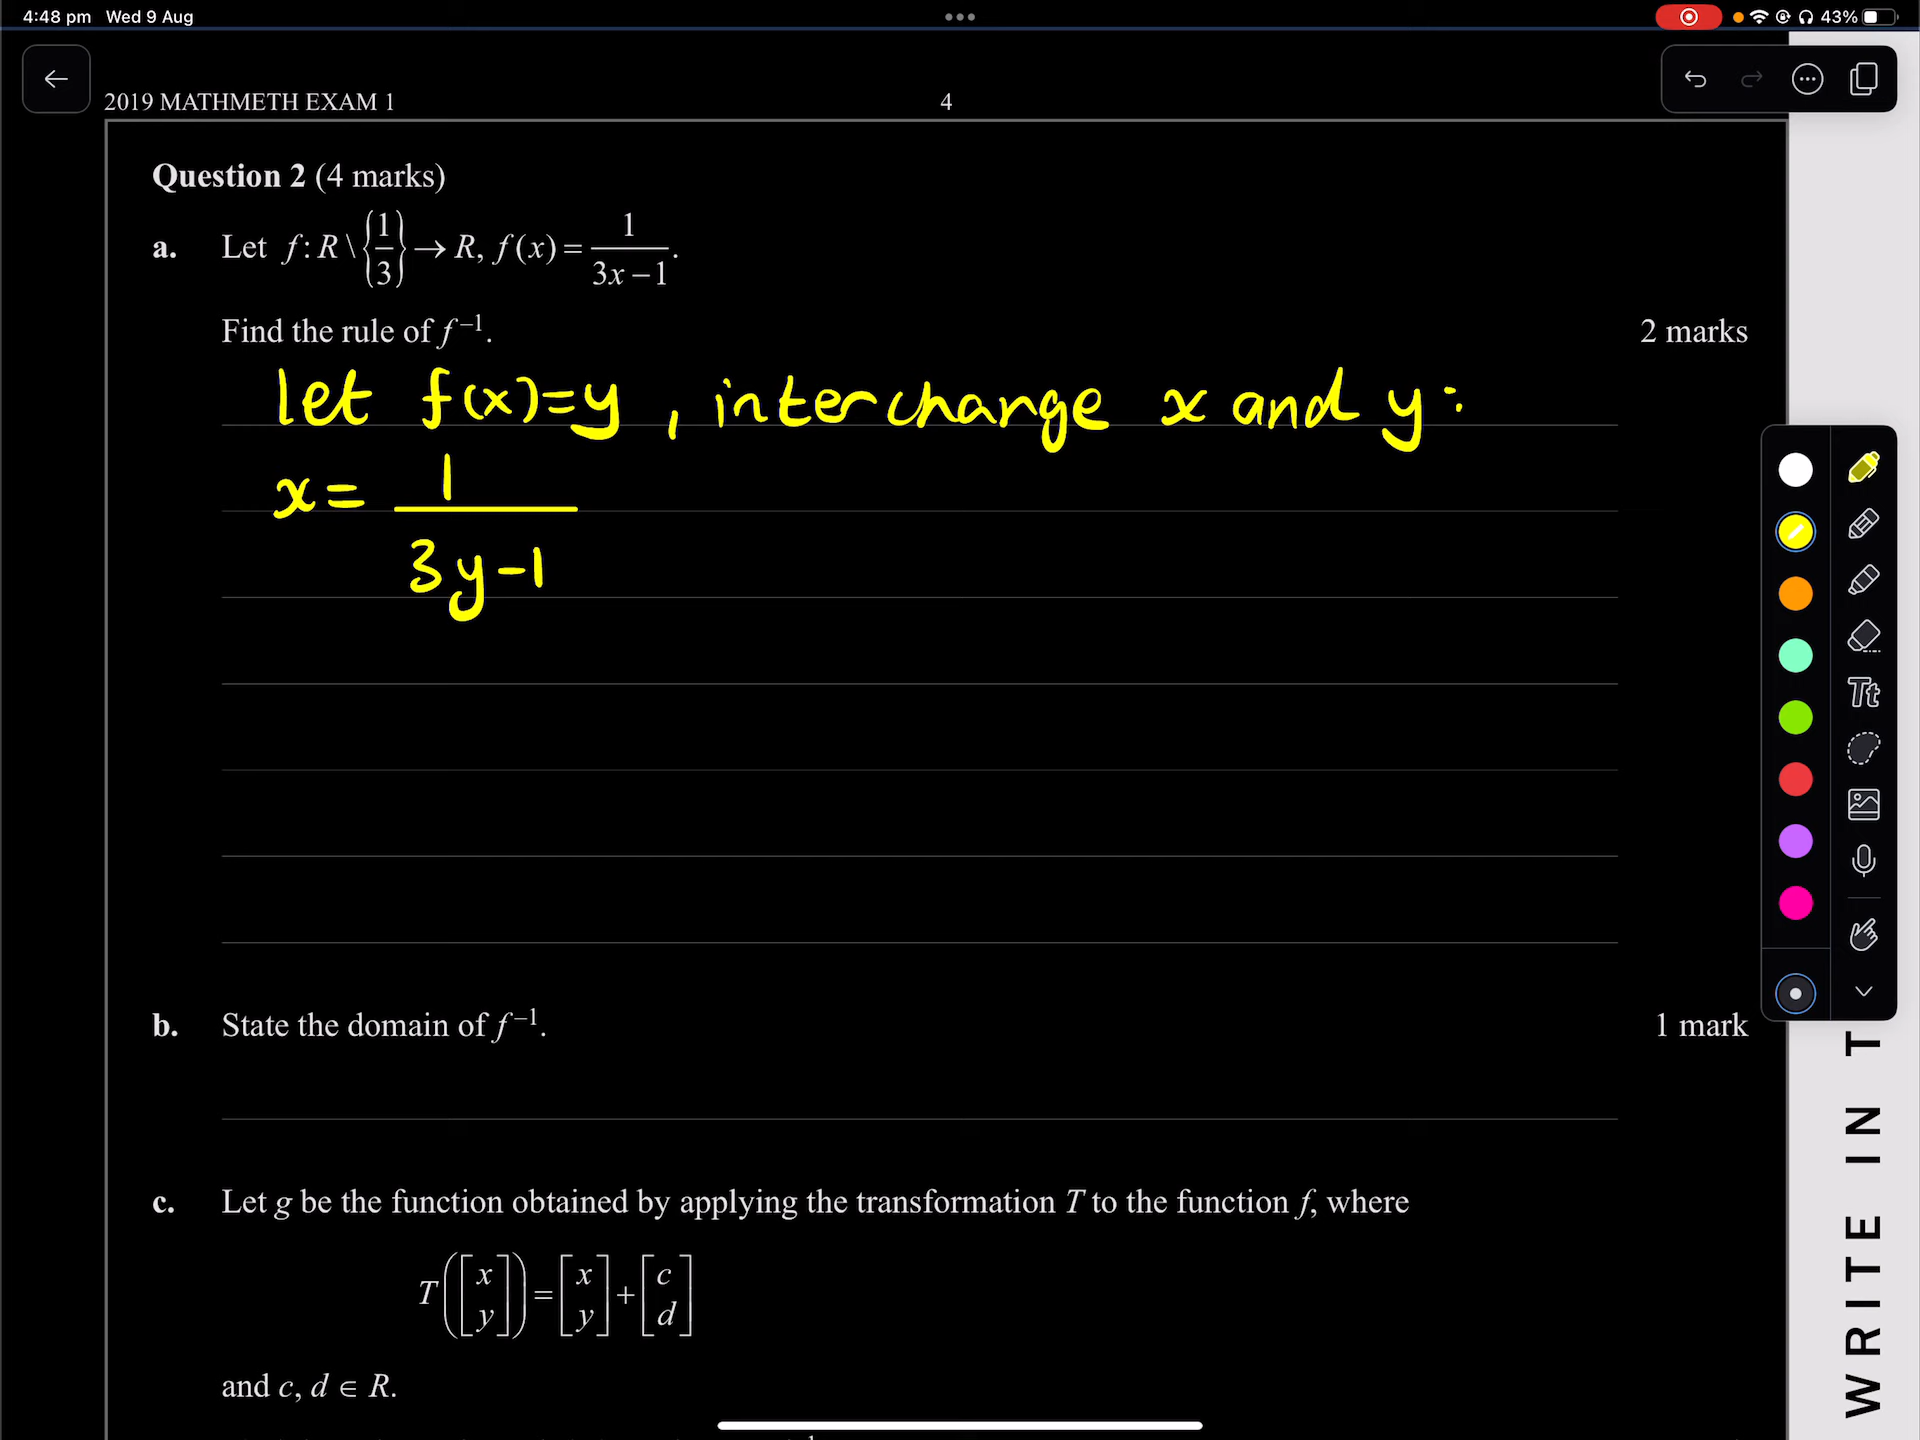 4:48 pm Wed 9 Aug 43%
2019 MATHMETH EXAM 1 4
Question 2 (4 marks)
a. Let f: R \ {1/3} → R, f(x) = 1/(3x − 1).
Find the rule of f⁻¹. 2 marks
let f(x)=y , interchange x and y:
x = 1/(3y-1)
b. State the domain of f⁻¹. 1 mark
c. Let g be the function obtained by applying the transformation T to the function f, where
T([x y]) = [x y] + [c d]
and c, d ∈ R.
Tt
WRITE IN T